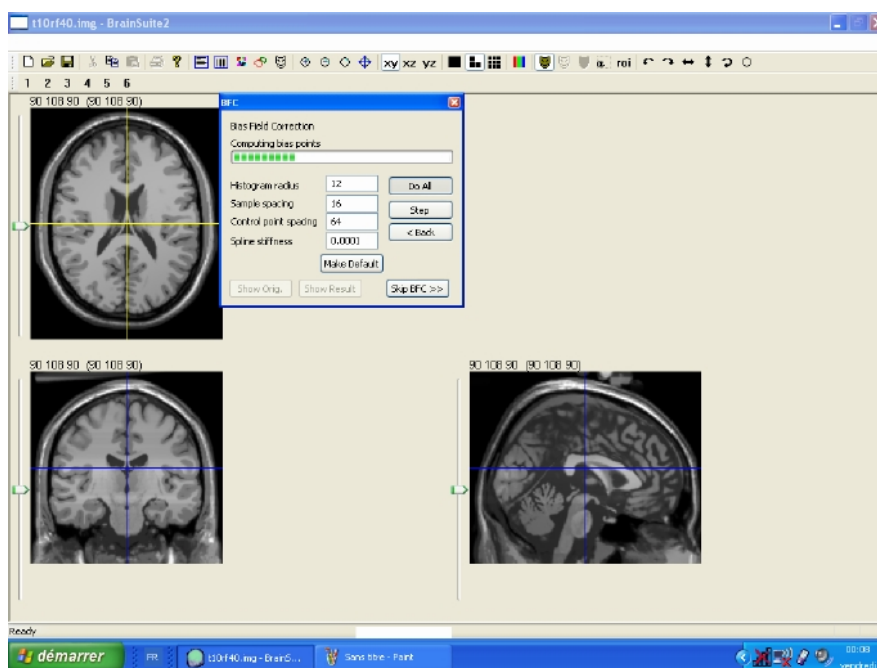 t10rf40.img - BrainSuite2
xy xz yz roi
1 2 3 4 5 6
90 108 90 (90 108 90)
BFC
Bias Field Correction
Computing bias points
Histogram radius 12 Do All
Sample spacing 16 Step
Control point spacing 64 < Back
Spline stiffness 0.0001
Make Default
Show Orig. Show Result Skip BFC >>
90 108 90 (90 108 90)
90 108 90 (90 108 90)
Ready
démarrer FR t10rf40.img - BrainS... Sans titre - Paint 00:08
vendredi